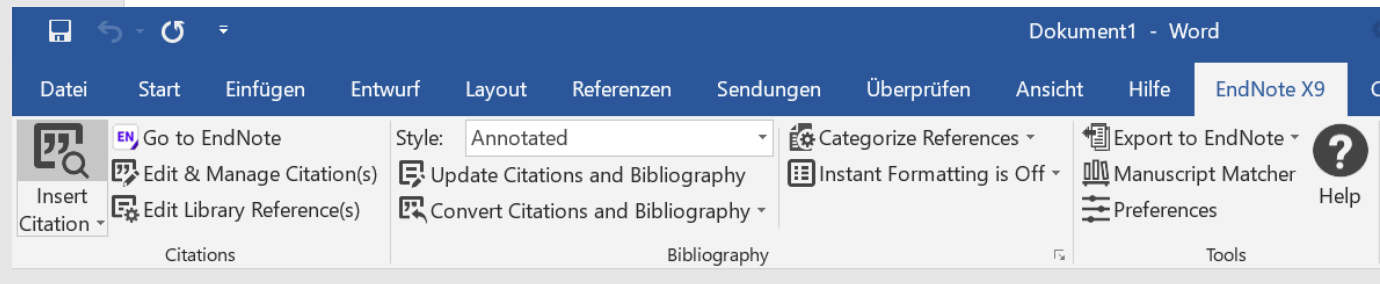 Dokument1 - Word
Datei Start Einfügen Entwurf Layout Referenzen Sendungen Überprüfen Ansicht Hilfe EndNote X9
Insert
Citation
EN Go to EndNote
Edit & Manage Citation(s)
Edit Library Reference(s)
Citations
Style: Annotated
Update Citations and Bibliography
Convert Citations and Bibliography
Categorize References
Instant Formatting is Off
Bibliography
Export to EndNote
Manuscript Matcher
Preferences
Tools
?
Help